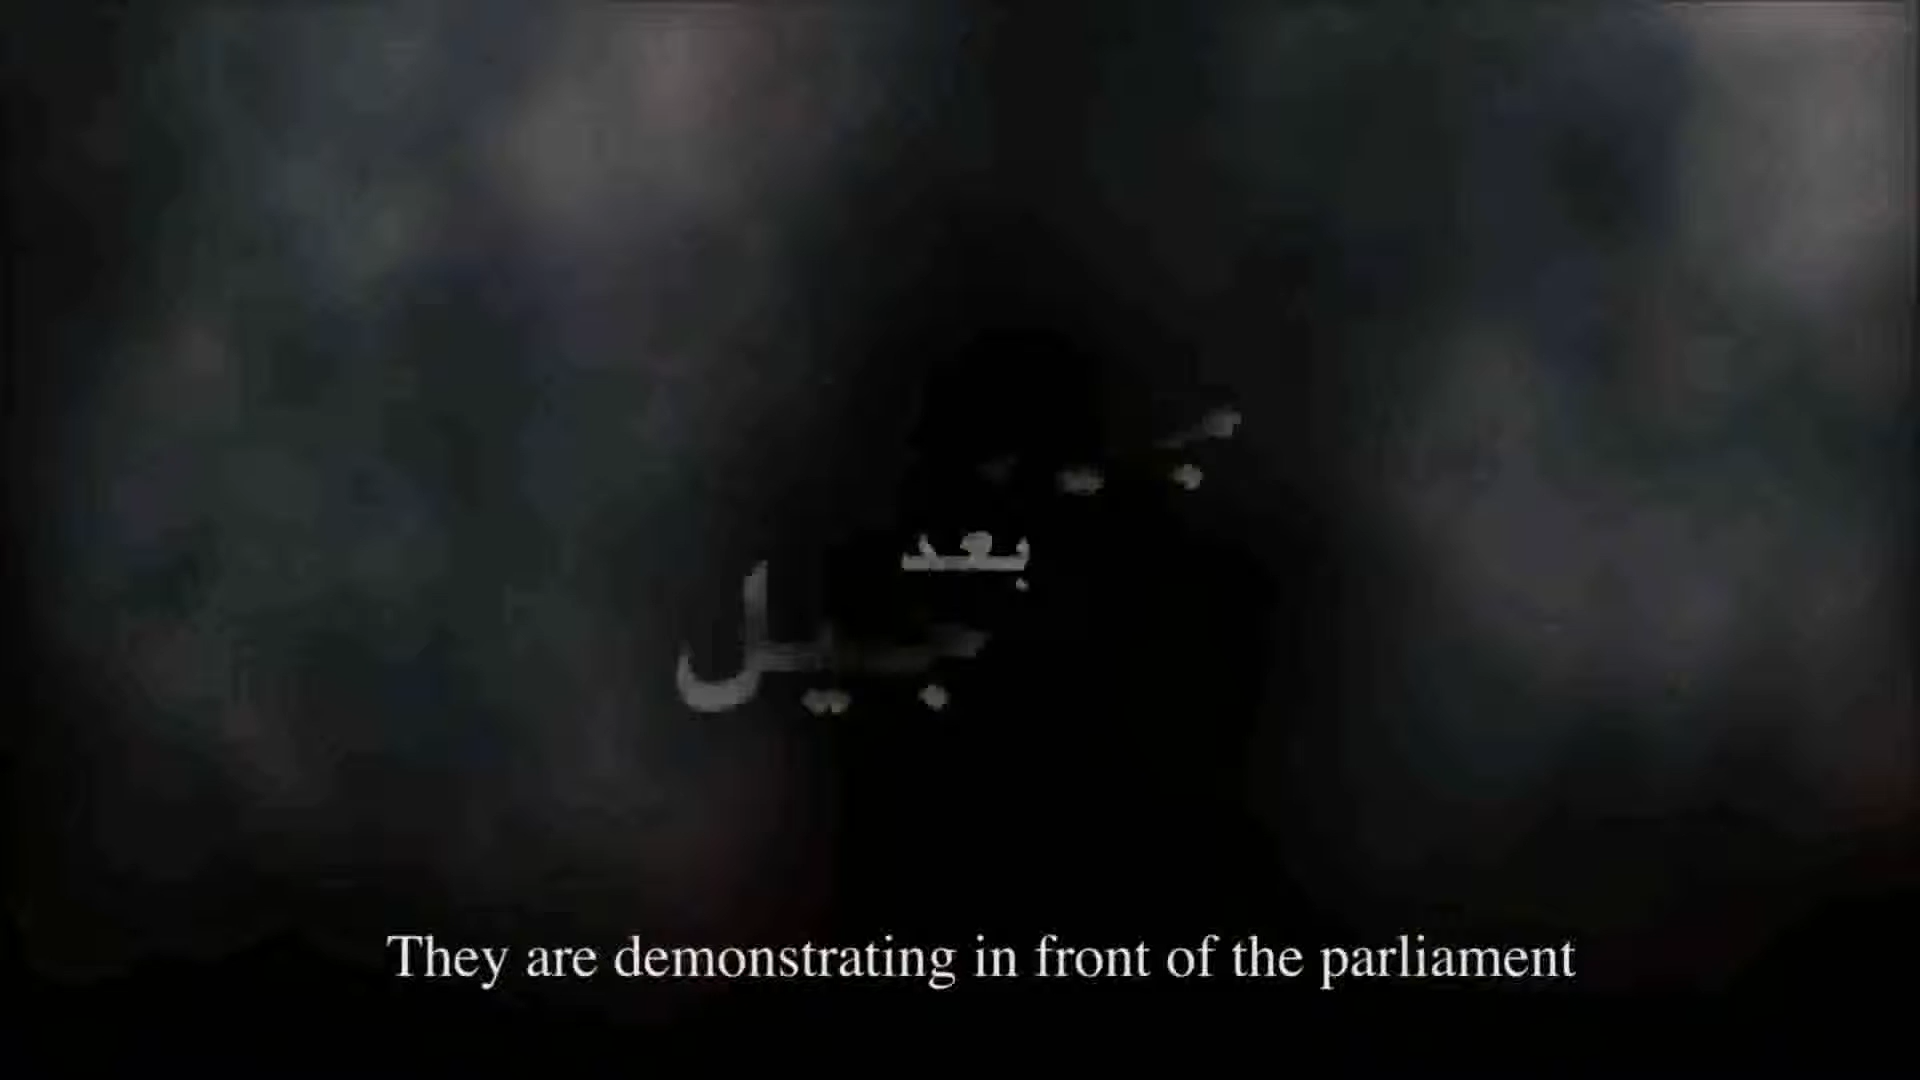 بعد
جيل
They are demonstrating in front of the parliament